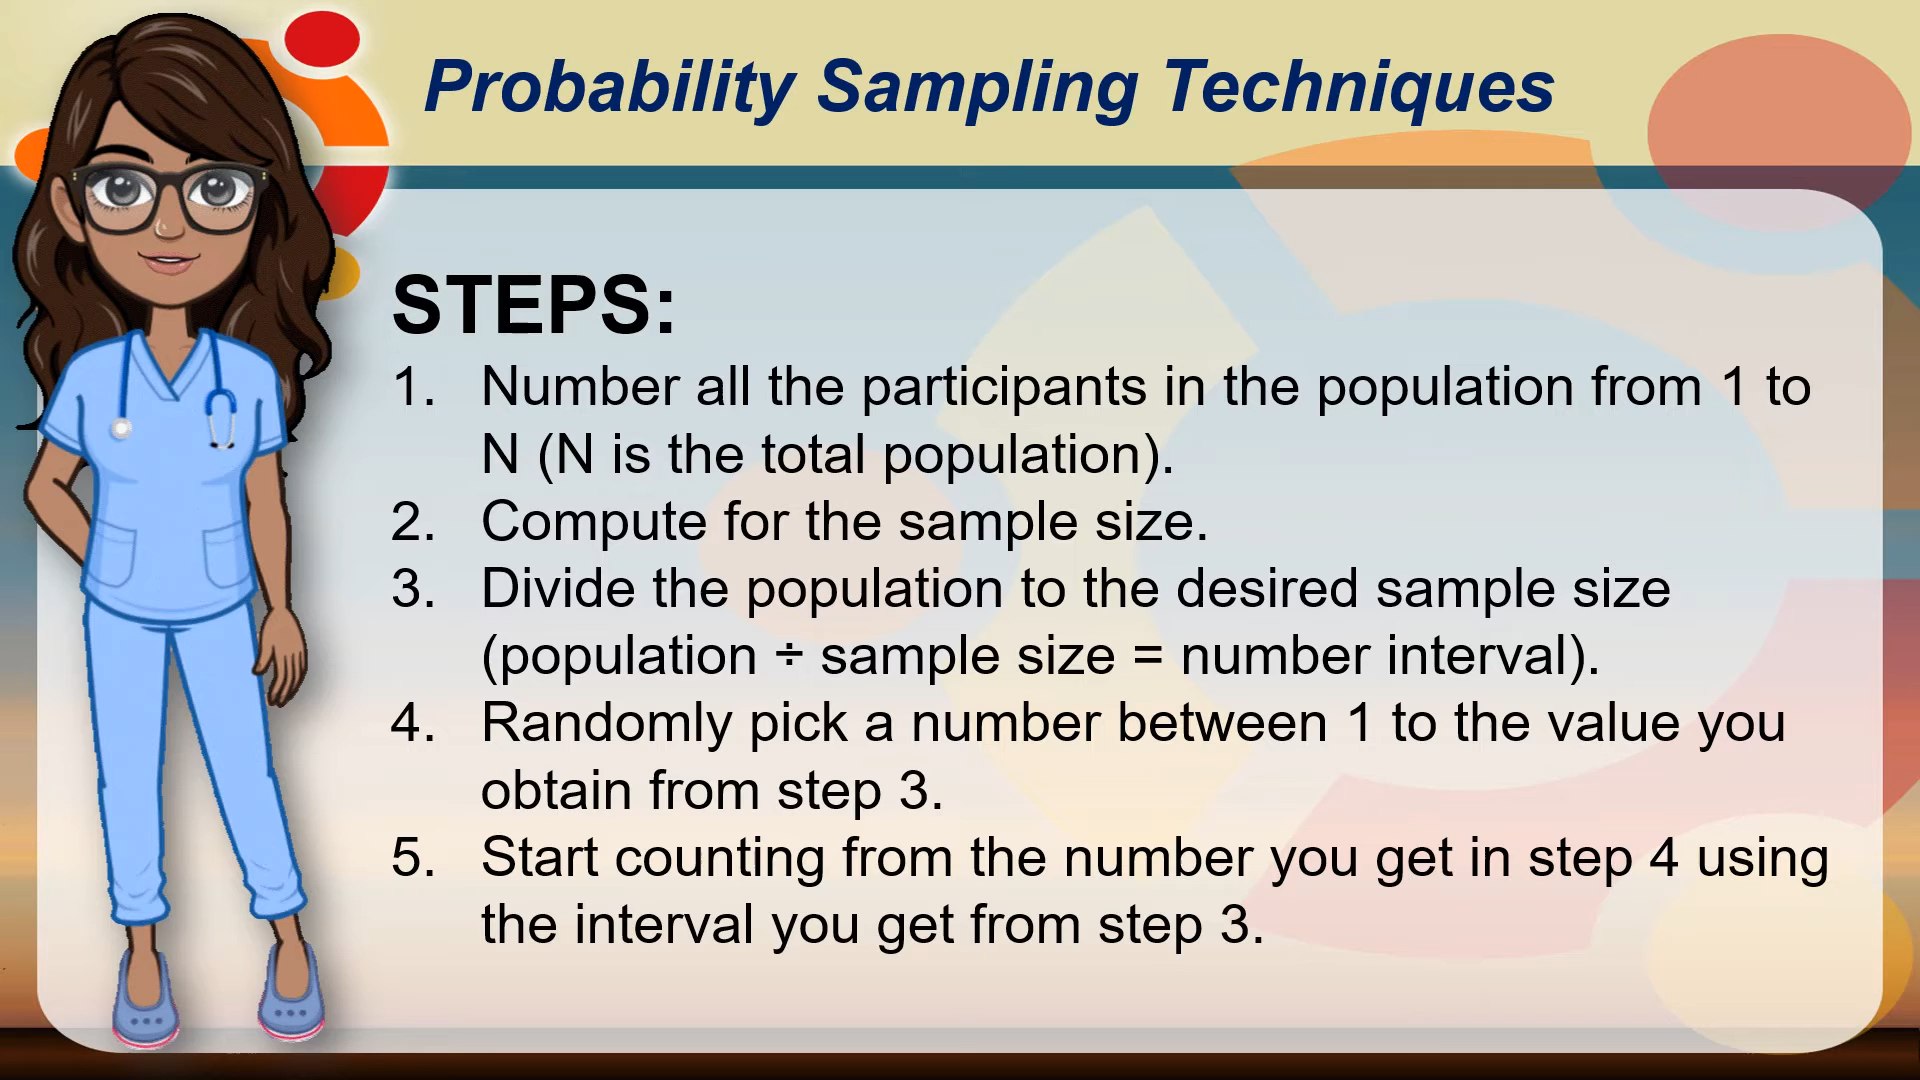 Probability Sampling Techniques
STEPS:
1. Number all the participants in the population from 1 to
N (N is the total population).
2. Compute for the sample size.
3. Divide the population to the desired sample size
(population ÷ sample size = number interval).
4. Randomly pick a number between 1 to the value you
obtain from step 3.
5. Start counting from the number you get in step 4 using
the interval you get from step 3.